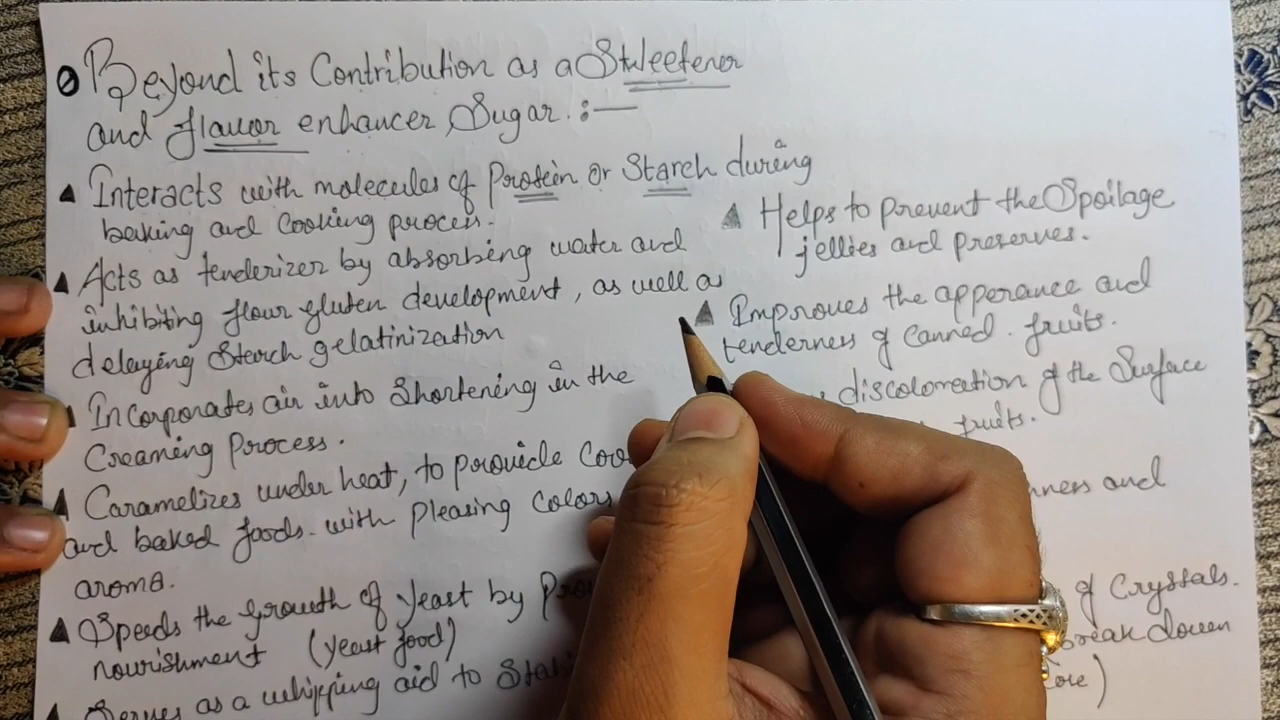 Beyond its Contribution as a Sweetener
and flavor enhancer, Sugar :—
Interacts with molecules of Protein or Starch during
baking and Cooking process.
Acts as tenderizer by absorbing water and
inhibiting flour gluten development, as well as
delaying Starch gelatinization
Incorporates air into Shortening in the
Creaming Process.
Caramelizes under heat, to provide
and baked foods. with pleasing Colors
aroma.
Speeds the Growth of yeast by
nourishment (yeast food)
Serves as a whipping aid to
Helps to prevent the Spoilage
jellies and preserves.
Improves the apperance and
tenderness of Canned. fruits.
discoloreation of the Surface
fruits.
and
of Crystals.
break down